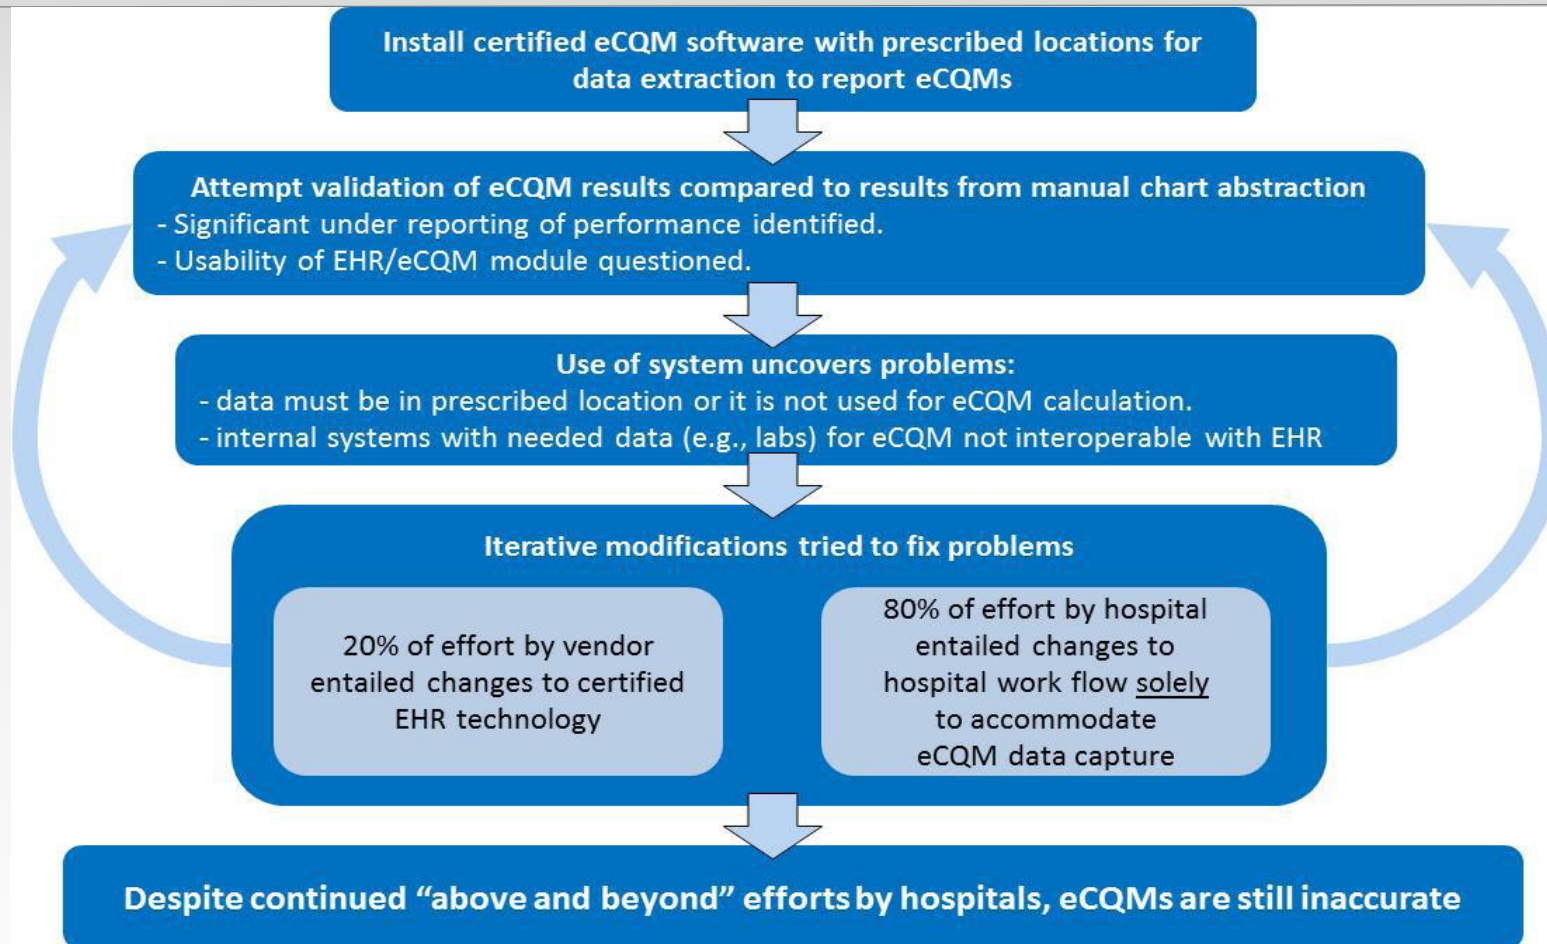 Install certified eCQM software with prescribed locations for
data extraction to report eCQMs
Attempt validation of eCQM results compared to results from manual chart abstraction
- Significant under reporting of performance identified.
- Usability of EHR/eCQM module questioned.
Use of system uncovers problems:
- data must be in prescribed location or it is not used for eCQM calculation.
- internal systems with needed data (e.g., labs) for eCQM not interoperable with EHR
Iterative modifications tried to fix problems
20% of effort by vendor
entailed changes to certified
EHR technology
80% of effort by hospital
entailed changes to
hospital work flow solely
to accommodate
eCQM data capture
Despite continued “above and beyond” efforts by hospitals, eCQMs are still inaccurate